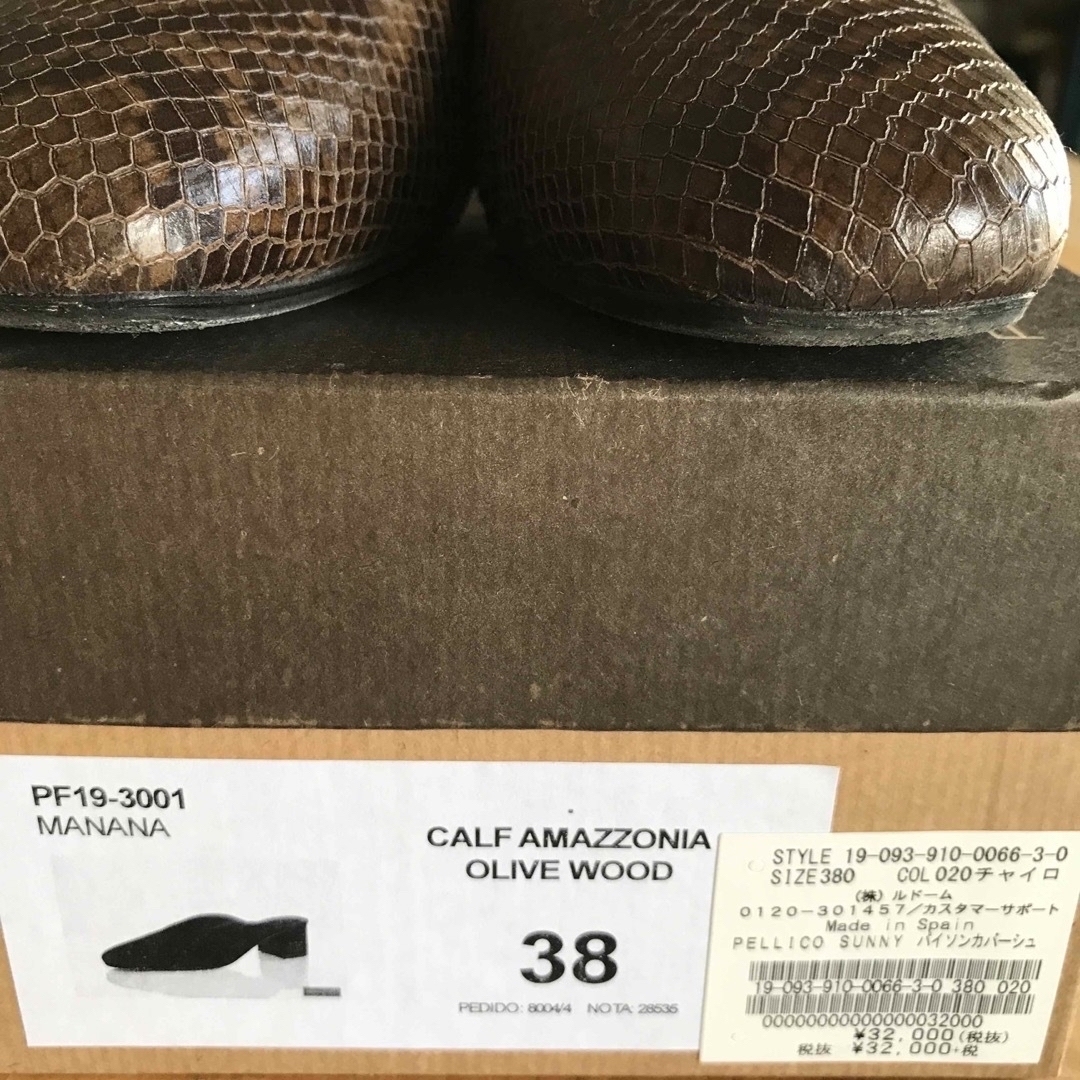 PF19-3001
MANANA
CALF AMAZZONIA
OLIVE WOOD
38
PEDIDO: 8004/4 NOTA: 28535
STYLE 19-093-910-0066-3-0
SIZE380 COL020チャイロ
(株)ルドーム
0120-301457/カスタマーサポート
Made in Spain
PELLICO SUNNY パイソンカバーシュ
19-093-910-0066-3-0 380 020
00000000000000032000
¥32,000(税抜)
税抜 ¥32,000+税